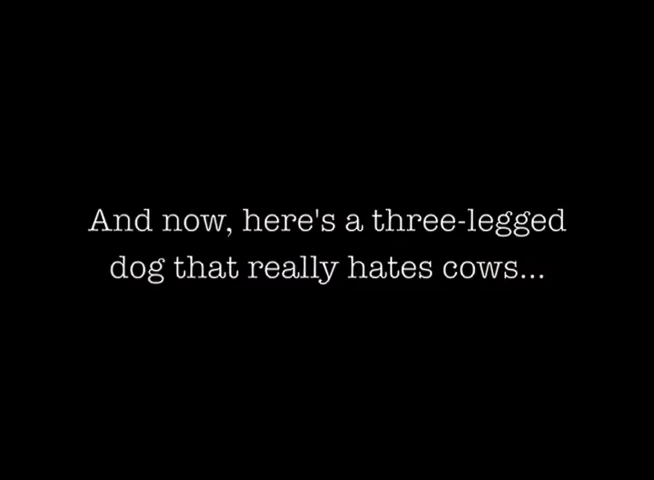 And now, here's a three-legged
dog that really hates cows...